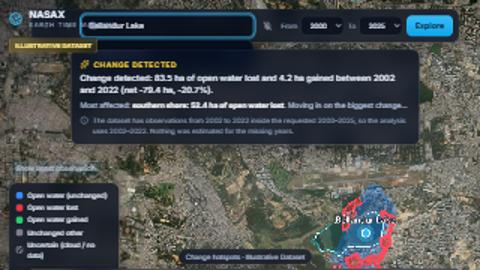 NASAX
EARTH TIME
Bellandur Lake
From 2000 to 2025 Explore
ILLUSTRATIVE DATASET
CHANGE DETECTED
Change detected: 83.5 ha of open water lost and 4.2 ha gained between 2002
and 2022 (net -79.4 ha, -20.7%).
Most affected: southern shore: 52.4 ha of open water lost. Moving in on the biggest change...
The dataset has observations from 2002 to 2022 inside the requested 2000-2025, so the analysis
uses 2002-2022. Nothing was estimated for the missing years.
Open water (unchanged)
Open water lost
Open water gained
Unchanged other
Uncertain (cloud / no
data)
Bellandur Lake
Change hotspots · Illustrative Dataset